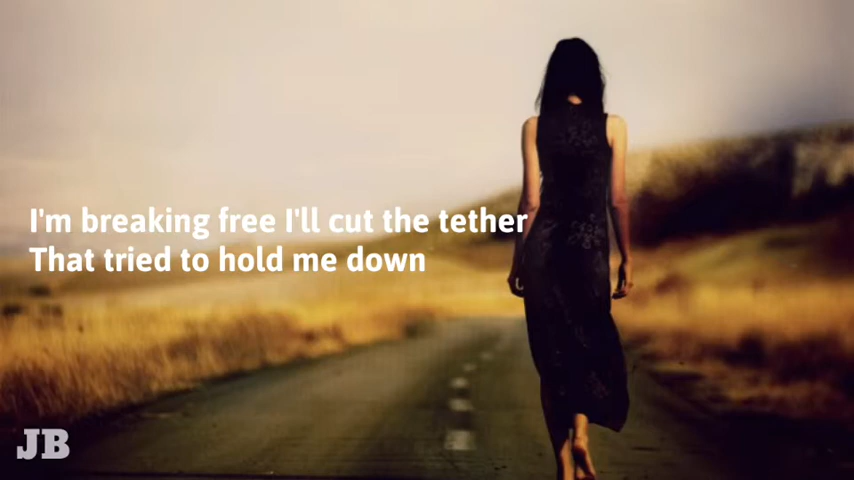 I'm breaking free I'll cut the tether
That tried to hold me down
JB